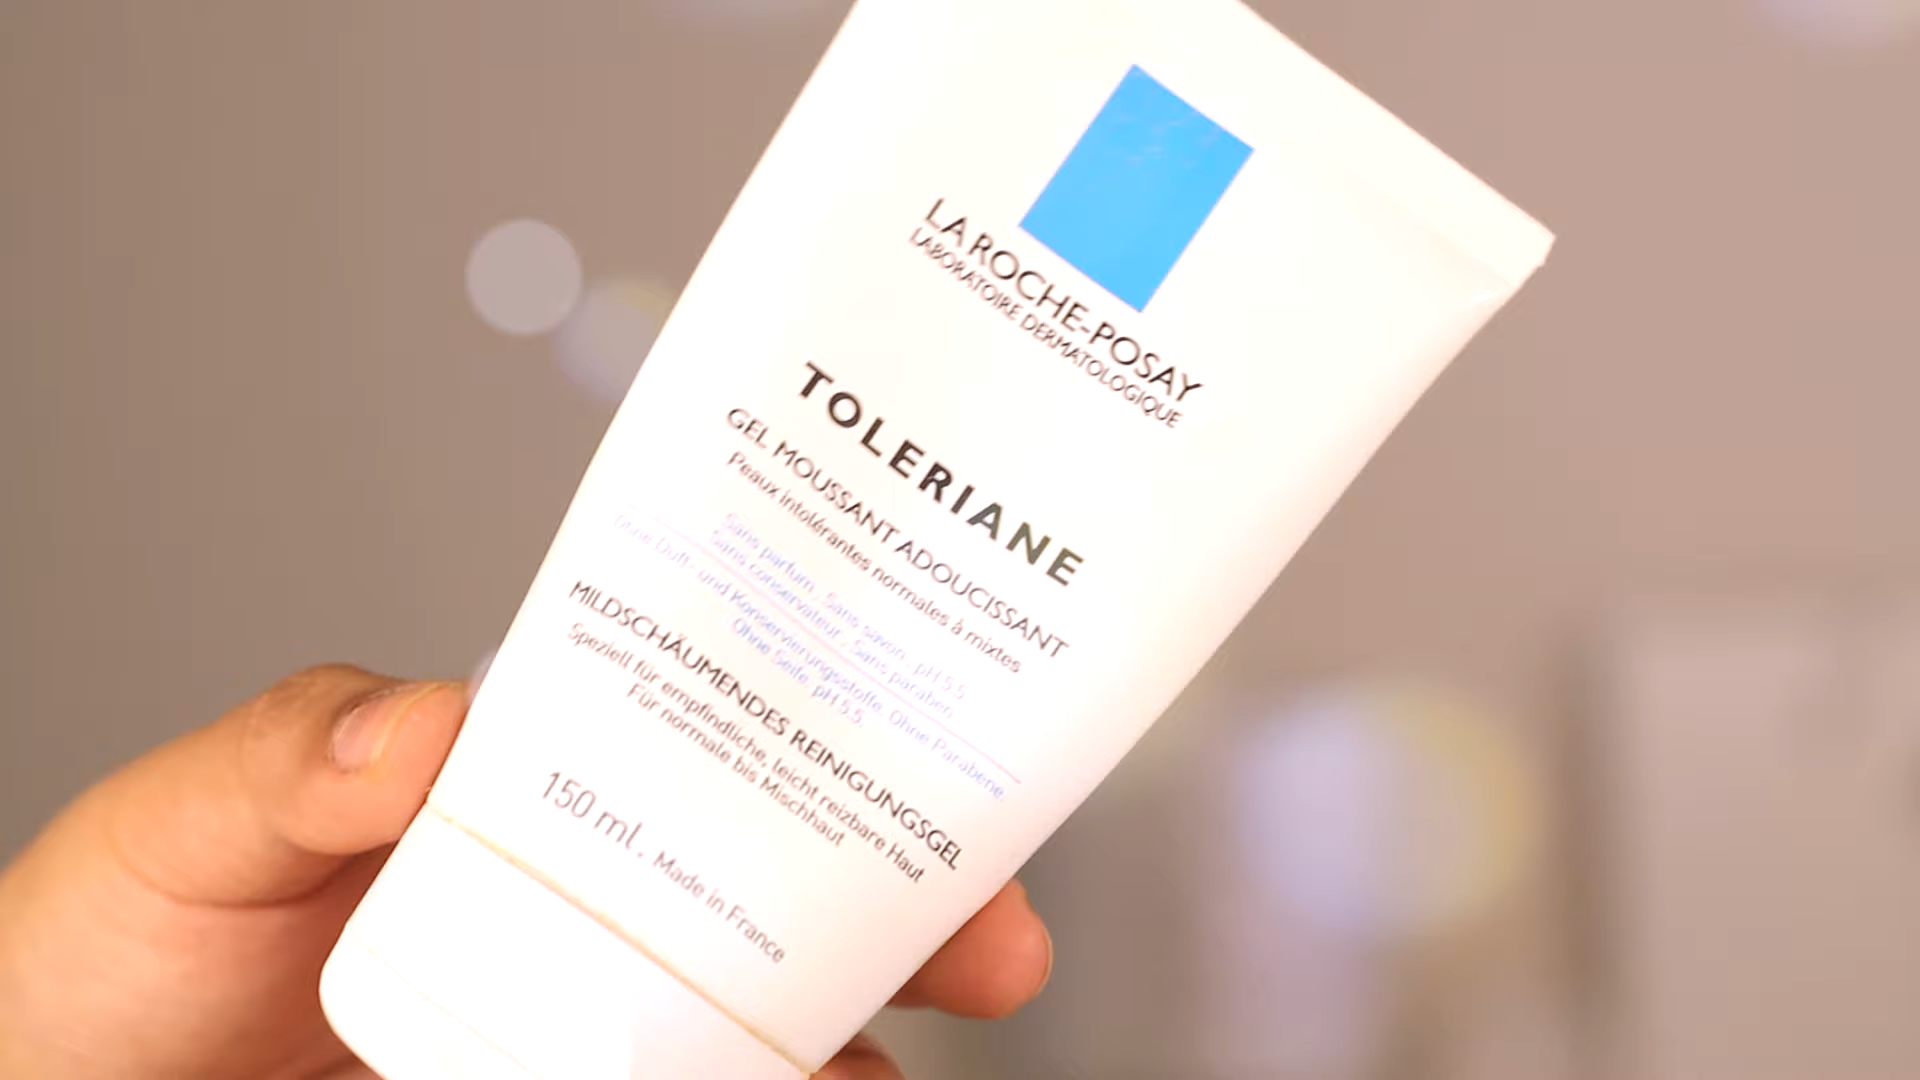 LA ROCHE-POSAY
LABORATOIRE DERMATOLOGIQUE
TOLERIANE
GEL MOUSSANT ADOUCISSANT
Peaux intolérantes normales à mixtes
Sans parfum. Sans savon. pH 5.5
Sans conservateur. Sans paraben.
Ohne Duft- und Konservierungsstoffe. Ohne Parabene.
Ohne Seife. pH 5.5.
MILDSCHÄUMENDES REINIGUNGSGEL
Speziell für empfindliche, leicht reizbare Haut
Für normale bis Mischhaut
150 ml. Made in France